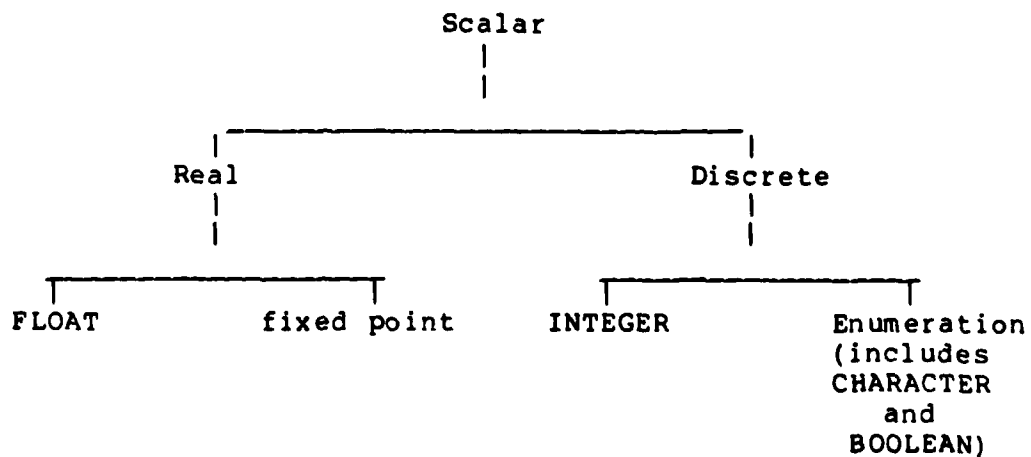 Scalar
Real
Discrete
FLOAT
fixed point
INTEGER
Enumeration
(includes
CHARACTER
and
BOOLEAN)